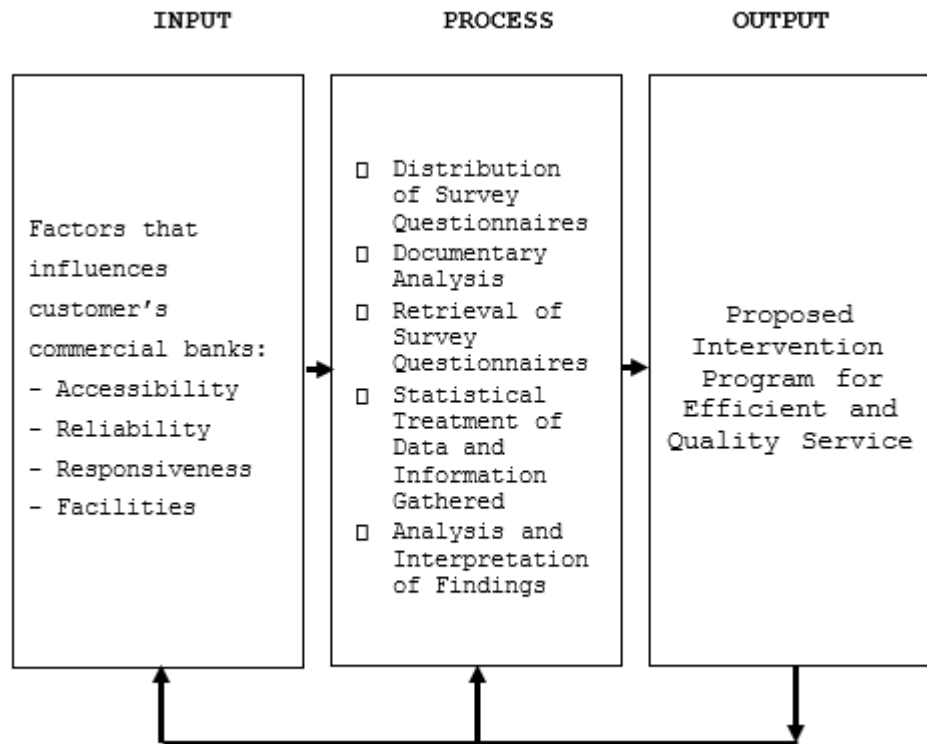 INPUT
PROCESS
OUTPUT
Factors that
influences
customer's
commercial banks:
- Accessibility
- Reliability
- Responsiveness
- Facilities
▯ Distribution
of Survey
Questionnaires
▯ Documentary
Analysis
▯ Retrieval of
Survey
Questionnaires
▯ Statistical
Treatment of
Data and
Information
Gathered
▯ Analysis and
Interpretation
of Findings
Proposed
Intervention
Program for
Efficient and
Quality Service